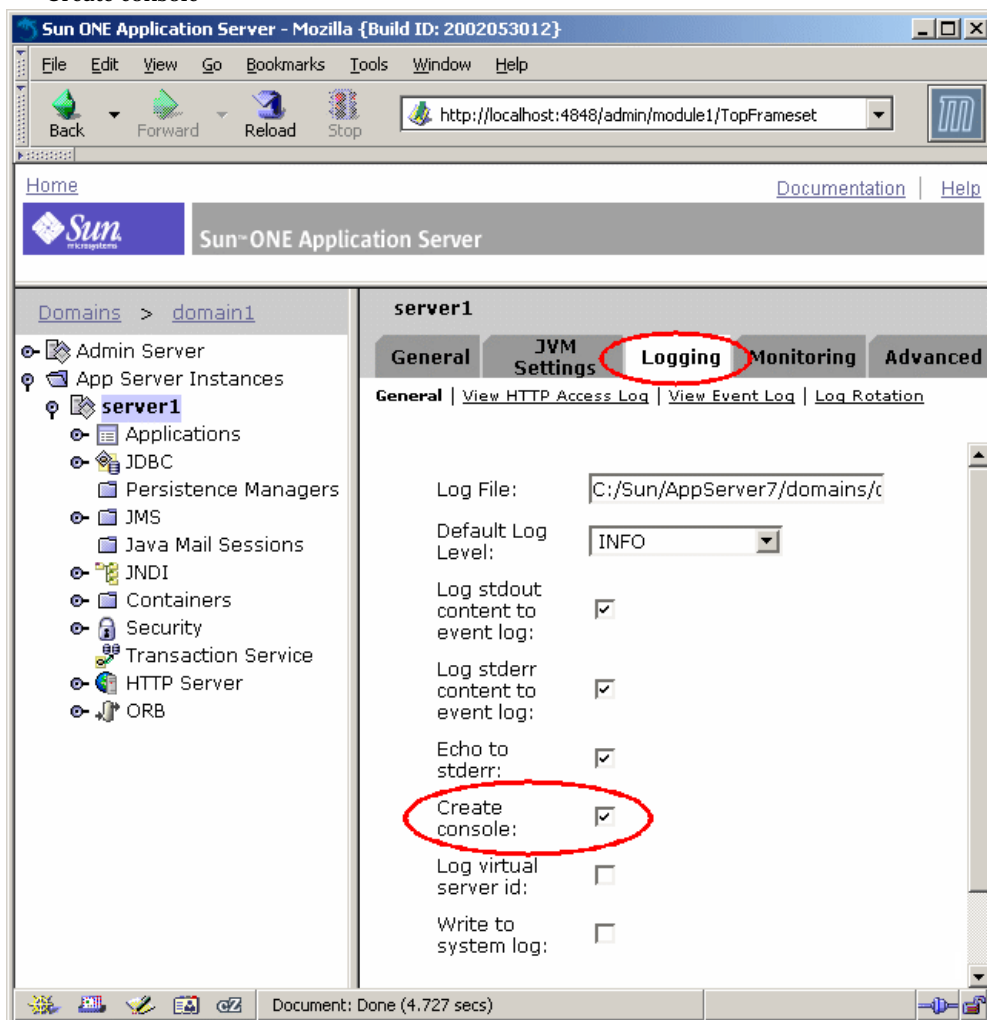 Create console
Sun ONE Application Server - Mozilla {Build ID: 2002053012}
File Edit View Go Bookmarks Tools Window Help
Back Forward Reload Stop
http://localhost:4848/admin/module1/TopFrameset
Home
Documentation | Help
Sun microsystems
Sun™ ONE Application Server
Domains > domain1
Admin Server
App Server Instances
server1
Applications
JDBC
Persistence Managers
JMS
Java Mail Sessions
JNDI
Containers
Security
Transaction Service
HTTP Server
ORB
server1
General
JVM
Settings
Logging
Monitoring
Advanced
General | View HTTP Access Log | View Event Log | Log Rotation
Log File:
C:/Sun/AppServer7/domains/
Default Log
Level:
INFO
Log stdout
content to
event log:
Log stderr
content to
event log:
Echo to
stderr:
Create
console:
Log virtual
server id:
Write to
system log:
Document: Done (4.727 secs)